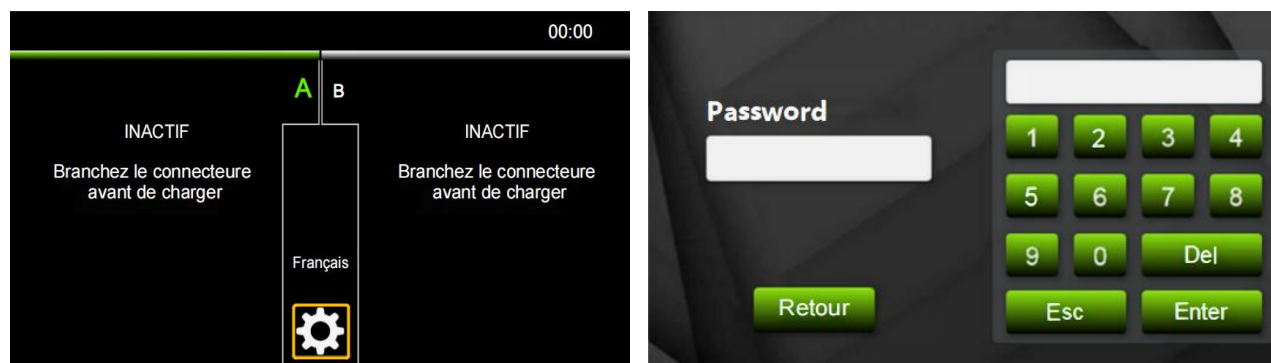 00:00
A
B
INACTIF
Branchez le connecteure
avant de charger
INACTIF
Branchez le connecteure
avant de charger
Français
Password
1 2 3 4
5 6 7 8
9 0 Del
Esc Enter
Retour